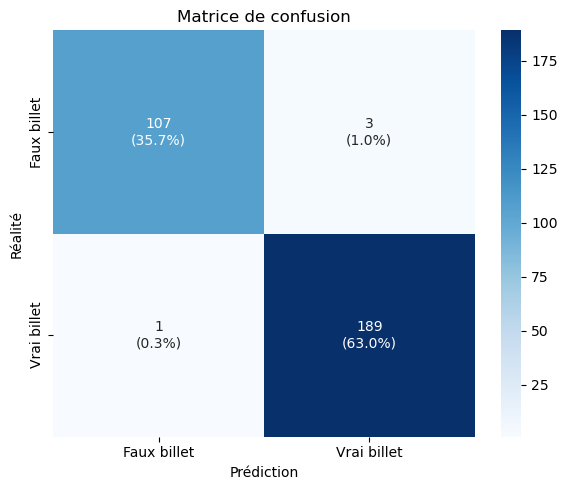 Matrice de confusion
Réalité
Faux billet
107
(35.7%)
3
(1.0%)
Vrai billet
1
(0.3%)
189
(63.0%)
Faux billet
Vrai billet
Prédiction
175
150
125
100
75
50
25